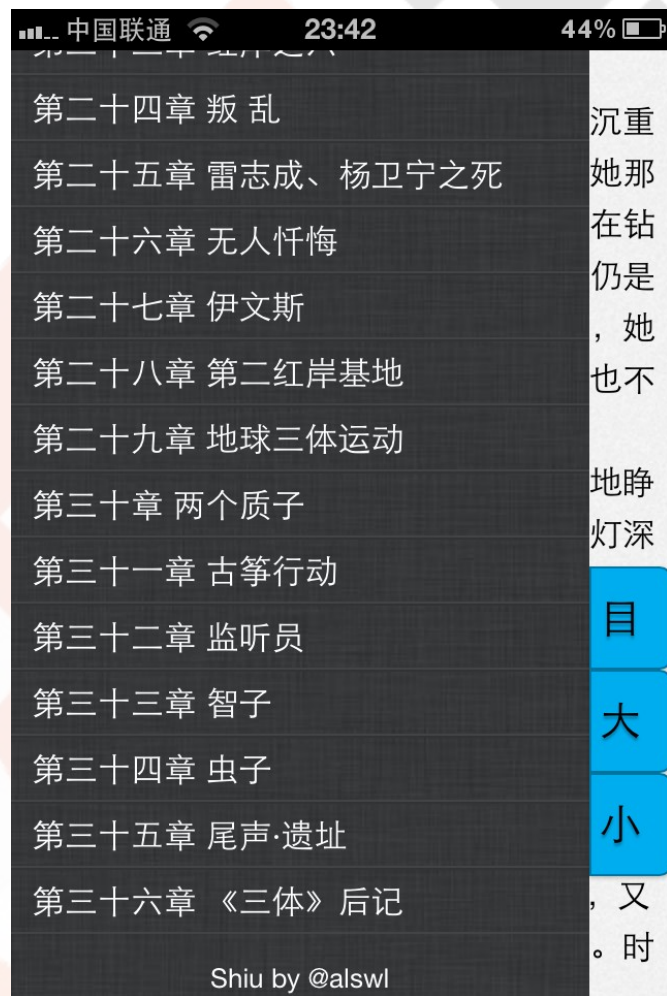 中国联通 23:42 44%
第二十四章 叛 乱
第二十五章 雷志成、杨卫宁之死
第二十六章 无人忏悔
第二十七章 伊文斯
第二十八章 第二红岸基地
第二十九章 地球三体运动
第三十章 两个质子
第三十一章 古筝行动
第三十二章 监听员
第三十三章 智子
第三十四章 虫子
第三十五章 尾声·遗址
第三十六章 《三体》后记
Shiu by @alswl
沉重
她那
在钻
仍是
，她
也不
地睁
灯深
目
大
小
，又
。时